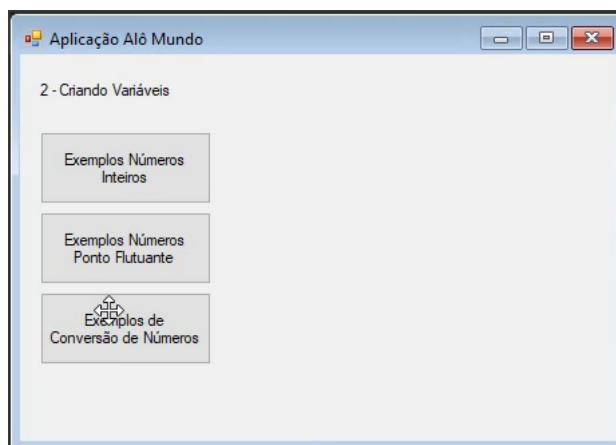 Aplicação Alô Mundo
2 - Criando Variáveis
Exemplos Números
Inteiros
Exemplos Números
Ponto Flutuante
Exemplos de
Conversão de Números